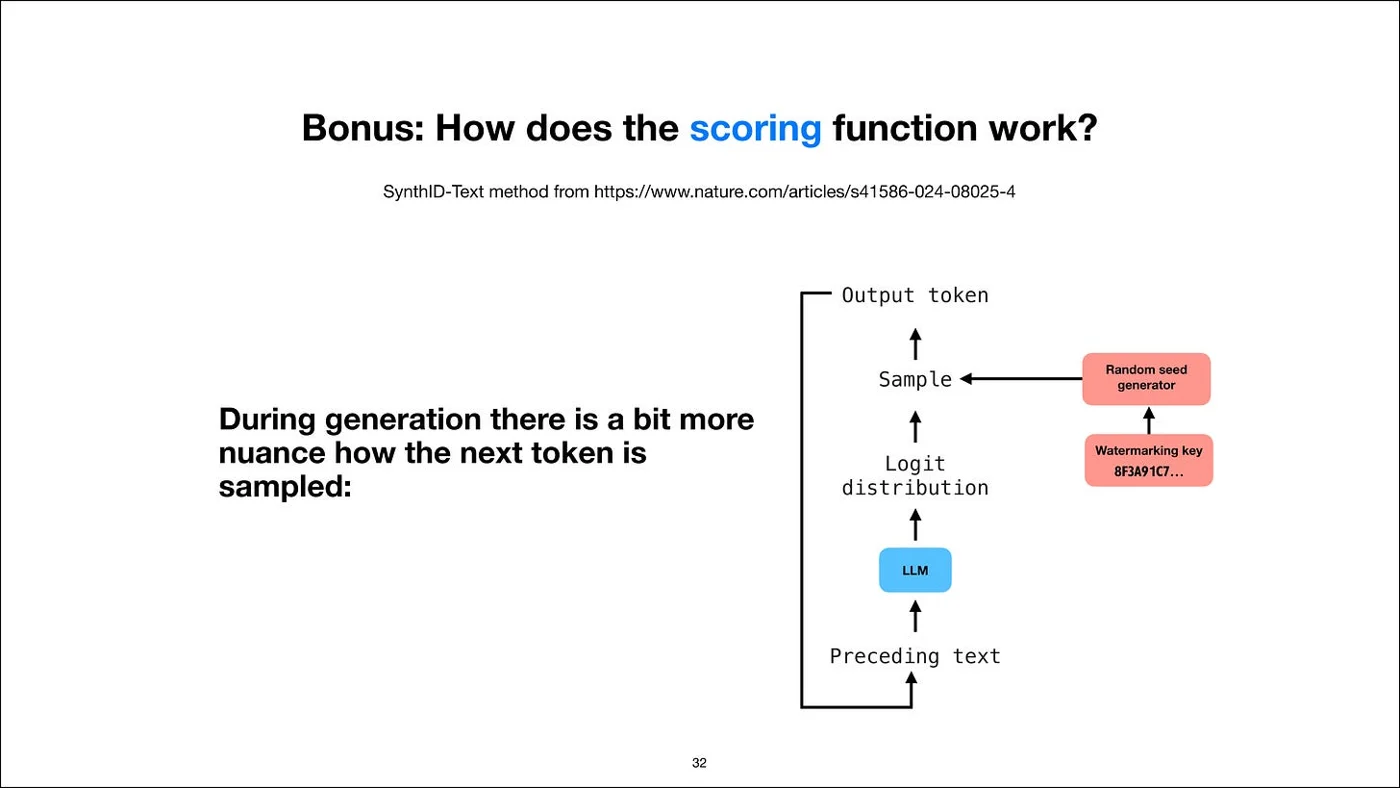 Bonus: How does the scoring function work?
SynthID-Text method from https://www.nature.com/articles/s41586-024-08025-4
During generation there is a bit more
nuance how the next token is
sampled:
Output token
Sample
Random seed
generator
Watermarking key
8F3A91C7...
Logit
distribution
LLM
Preceding text
32